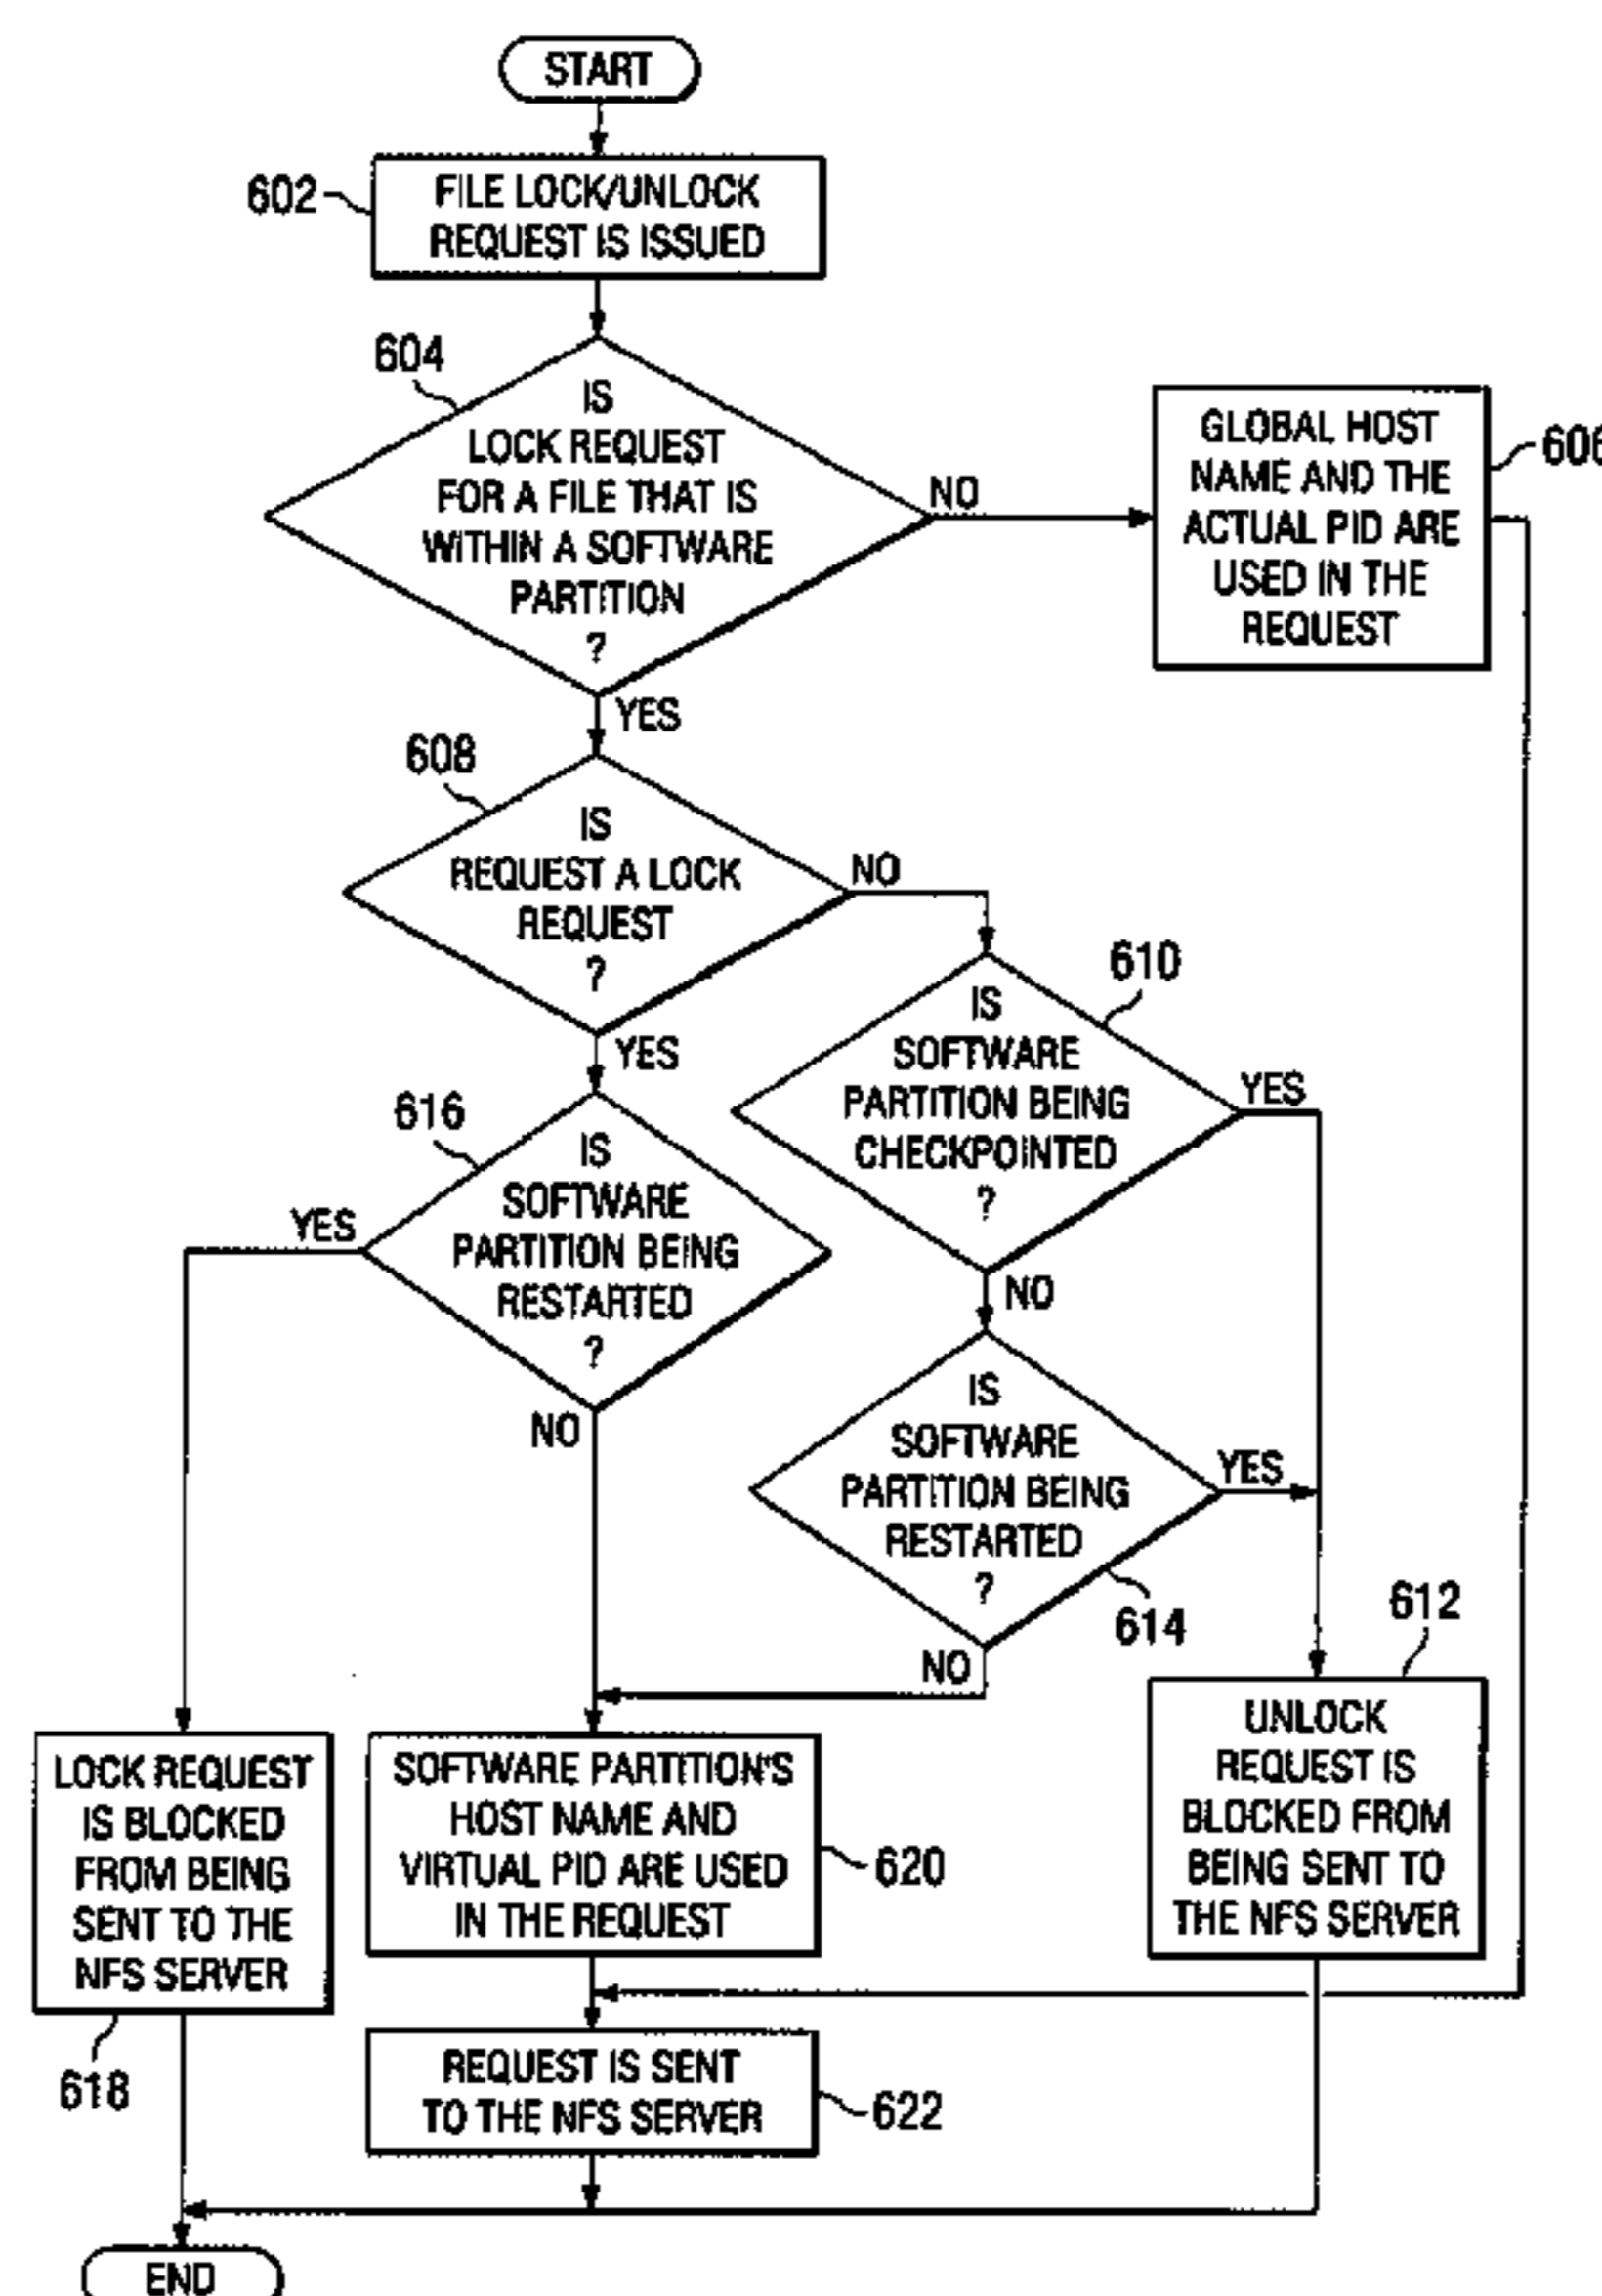 START
602
FILE LOCK/UNLOCK
REQUEST IS ISSUED
604
IS
LOCK REQUEST
FOR A FILE THAT IS
WITHIN A SOFTWARE
PARTITION
?
NO
GLOBAL HOST
NAME AND THE
ACTUAL PID ARE
USED IN THE
REQUEST
606
YES
608
IS
REQUEST A LOCK
REQUEST
?
NO
YES
610
IS
SOFTWARE
PARTITION BEING
CHECKPOINTED
?
YES
NO
616
IS
SOFTWARE
PARTITION BEING
RESTARTED
?
YES
NO
IS
SOFTWARE
PARTITION BEING
RESTARTED
?
YES
614
NO
612
UNLOCK
REQUEST IS
BLOCKED FROM
BEING SENT TO
THE NFS SERVER
LOCK REQUEST
IS BLOCKED
FROM BEING
SENT TO THE
NFS SERVER
618
SOFTWARE PARTITION'S
HOST NAME AND
VIRTUAL PID ARE USED
IN THE REQUEST
620
REQUEST IS SENT
TO THE NFS SERVER
622
END